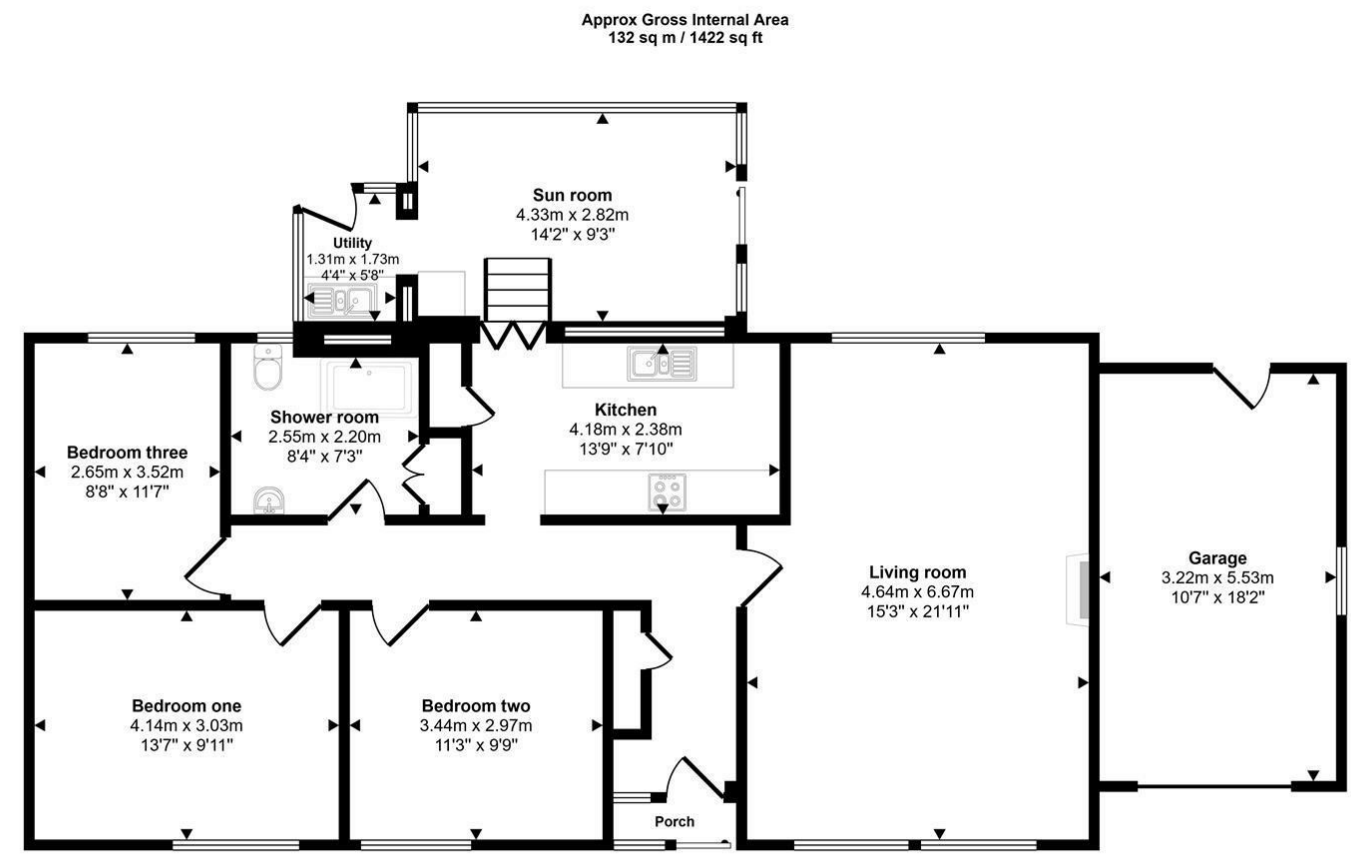 Approx Gross Internal Area
132 sq m / 1422 sq ft
Sun room
4.33m x 2.82m
14'2" x 9'3"
Utility
1.31m x 1.73m
4'4" x 5'8"
Shower room
2.55m x 2.20m
8'4" x 7'3"
Kitchen
4.18m x 2.38m
13'9" x 7'10"
Bedroom three
2.65m x 3.52m
8'8" x 11'7"
Living room
4.64m x 6.67m
15'3" x 21'11"
Garage
3.22m x 5.53m
10'7" x 18'2"
Bedroom one
4.14m x 3.03m
13'7" x 9'11"
Bedroom two
3.44m x 2.97m
11'3" x 9'9"
Porch